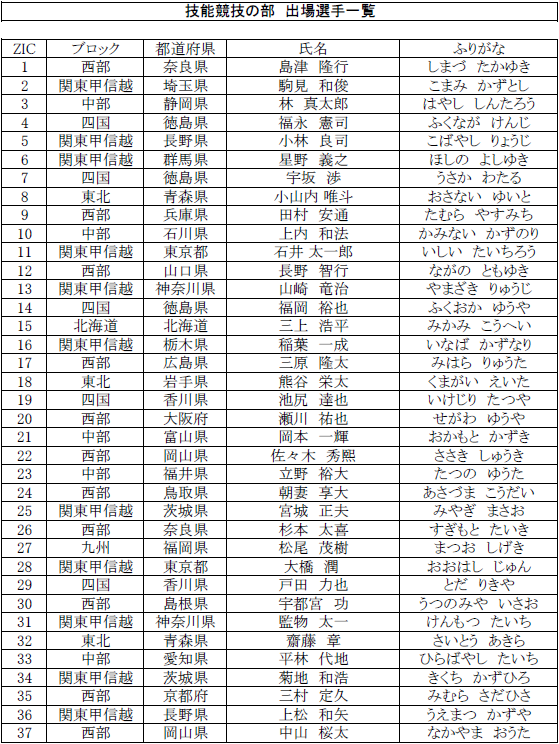 技能競技の部 出場選手一覧
ZIC ブロック 都道府県 氏名 ふりがな
1 西部 奈良県 島津 隆行 しまづ たかゆき
2 関東甲信越 埼玉県 駒見 和俊 こまみ かずとし
3 中部 静岡県 林 真太郎 はやし しんたろう
4 四国 徳島県 福永 憲司 ふくなが けんじ
5 関東甲信越 長野県 小林 良司 こばやし りょうじ
6 関東甲信越 群馬県 星野 義之 ほしの よしゆき
7 四国 徳島県 宇坂 渉 うさか わたる
8 東北 青森県 小山内 唯斗 おさない ゆいと
9 西部 兵庫県 田村 安通 たむら やすみち
10 中部 石川県 上内 和法 かみない かずのり
11 関東甲信越 東京都 石井 太一郎 いしい たいちろう
12 西部 山口県 長野 智行 ながの ともゆき
13 関東甲信越 神奈川県 山崎 竜治 やまざき りゅうじ
14 四国 徳島県 福岡 裕也 ふくおか ゆうや
15 北海道 北海道 三上 浩平 みかみ こうへい
16 関東甲信越 栃木県 稲葉 一成 いなば かずなり
17 西部 広島県 三原 隆太 みはら りゅうた
18 東北 岩手県 熊谷 栄太 くまがい えいた
19 四国 香川県 池尻 達也 いけじり たつや
20 西部 大阪府 瀬川 祐也 せがわ ゆうや
21 中部 富山県 岡本 一輝 おかもと かずき
22 西部 岡山県 佐々木 秀熙 ささき しゅうき
23 中部 福井県 立野 裕大 たつの ゆうた
24 西部 鳥取県 朝妻 享大 あさづま こうだい
25 関東甲信越 茨城県 宮城 正夫 みやぎ まさお
26 西部 奈良県 杉本 太喜 すぎもと たいき
27 九州 福岡県 松尾 茂樹 まつお しげき
28 関東甲信越 東京都 大橋 潤 おおはし じゅん
29 四国 香川県 戸田 力也 とだ りきや
30 西部 島根県 宇都宮 功 うつのみや いさお
31 関東甲信越 神奈川県 監物 太一 けんもつ たいち
32 東北 青森県 齋藤 章 さいとう あきら
33 中部 愛知県 平林 代地 ひらばやし たいち
34 関東甲信越 茨城県 菊地 和浩 きくち かずひろ
35 西部 京都府 三村 定久 みむら さだひさ
36 関東甲信越 長野県 上松 和矢 うえまつ かずや
37 西部 岡山県 中山 桜太 なかやま おうた